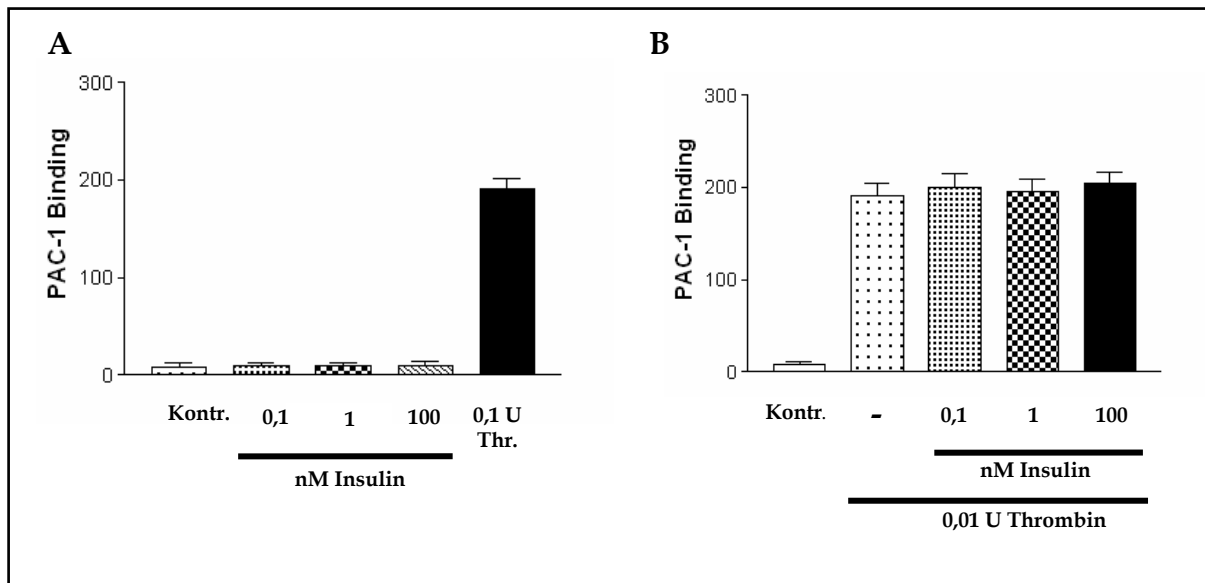 A
PAC-1 Binding
300
200
100
0
Kontr. 0,1 1 100 0,1 U
Thr.
nM Insulin
B
PAC-1 Binding
300
200
100
0
Kontr. - 0,1 1 100
nM Insulin
0,01 U Thrombin